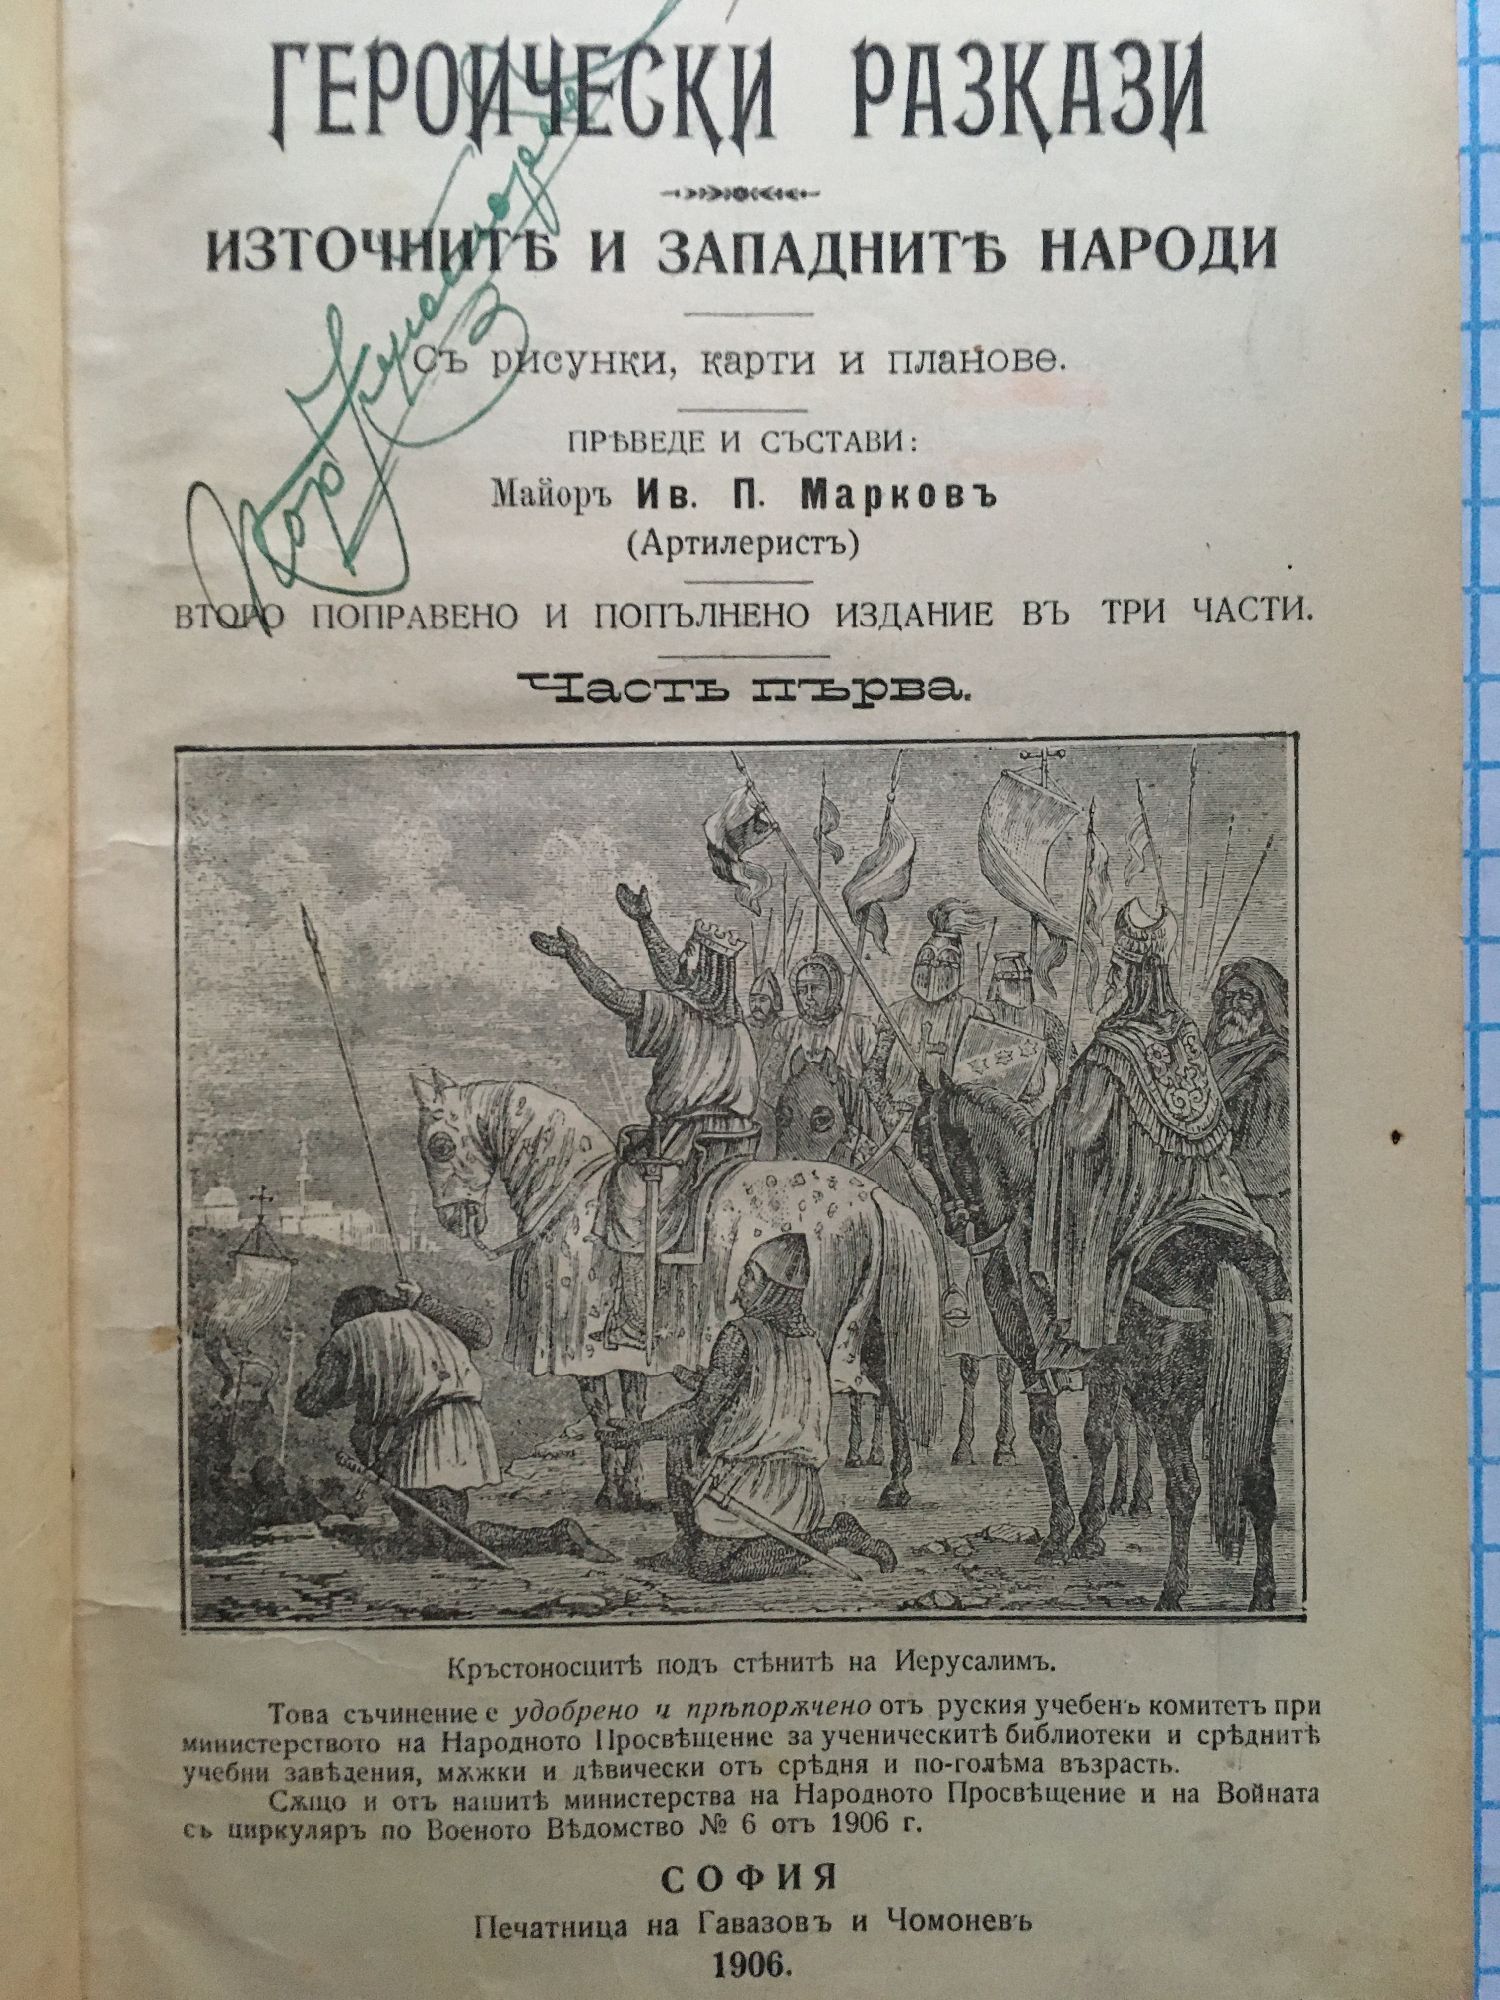 ГЕРОИЧЕСКИ РАЗКАЗИ
ИЗТОЧНИТѢ И ЗАПАДНИТѢ НАРОДИ
Съ рисунки, карти и планове.
ПРѢВЕДЕ И СЪСТАВИ:
Майоръ Ив. П. Марковъ
(Артилеристъ)
ВТОРО ПОПРАВЕНО И ПОПЪЛНЕНО ИЗДАНИЕ ВЪ ТРИ ЧАСТИ.
Часть първа.
Кръстоносцитѣ подъ стѣнитѣ на Иерусалимъ.
Това съчинение е удобрено и прѣпорѫчено отъ руския учебенъ комитетъ при
министерството на Народното Просвѣщение за ученическитѣ библиотеки и срѣднитѣ
учебни завѣдения, мѫжки и дѣвически отъ срѣдня и по-голѣма възрасть.
Сѫщо и отъ нашитѣ министерства на Народното Просвѣщение и на Войната
съ циркуляръ по Военото Вѣдомство № 6 отъ 1906 г.
СОФИЯ
Печатница на Гавазовъ и Чомоневъ
1906.